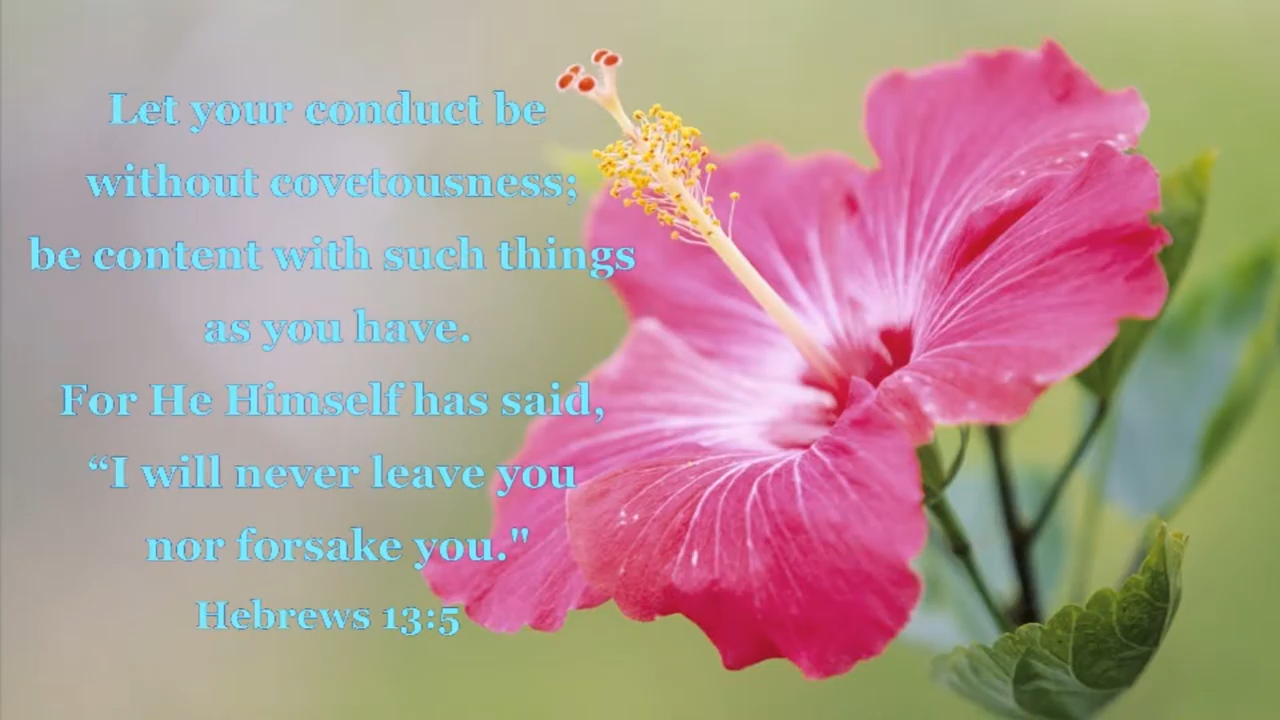 Let your conduct be
without covetousness;
be content with such things
as you have.
For He Himself has said,
“I will never leave you
nor forsake you."
Hebrews 13:5